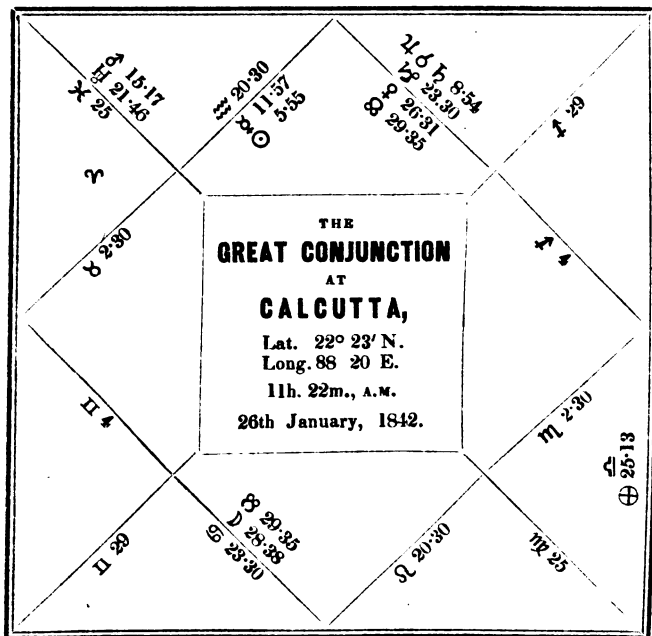 ♂ 15·17
♅ 21·46
♓ 25
♒ 20·30
☿ 11·57
☉ 5·55
♃ ☌ ♄ 8·54
♑ 23.30
♀ 26·31
☊ 29·35
♐ 29
♈
♉ 2·30
♐ 4
THE
GREAT CONJUNCTION
AT
CALCUTTA,
Lat. 22° 23′ N.
Long. 88 20 E.
11h. 22m., A.M.
26th January, 1842.
♊ 4
♏ 2·30
♎ 25·13
⊕
♊ 29
☋ 29·35
☽ 28·38
♋ 23·30
♌ 20·30
♍ 25